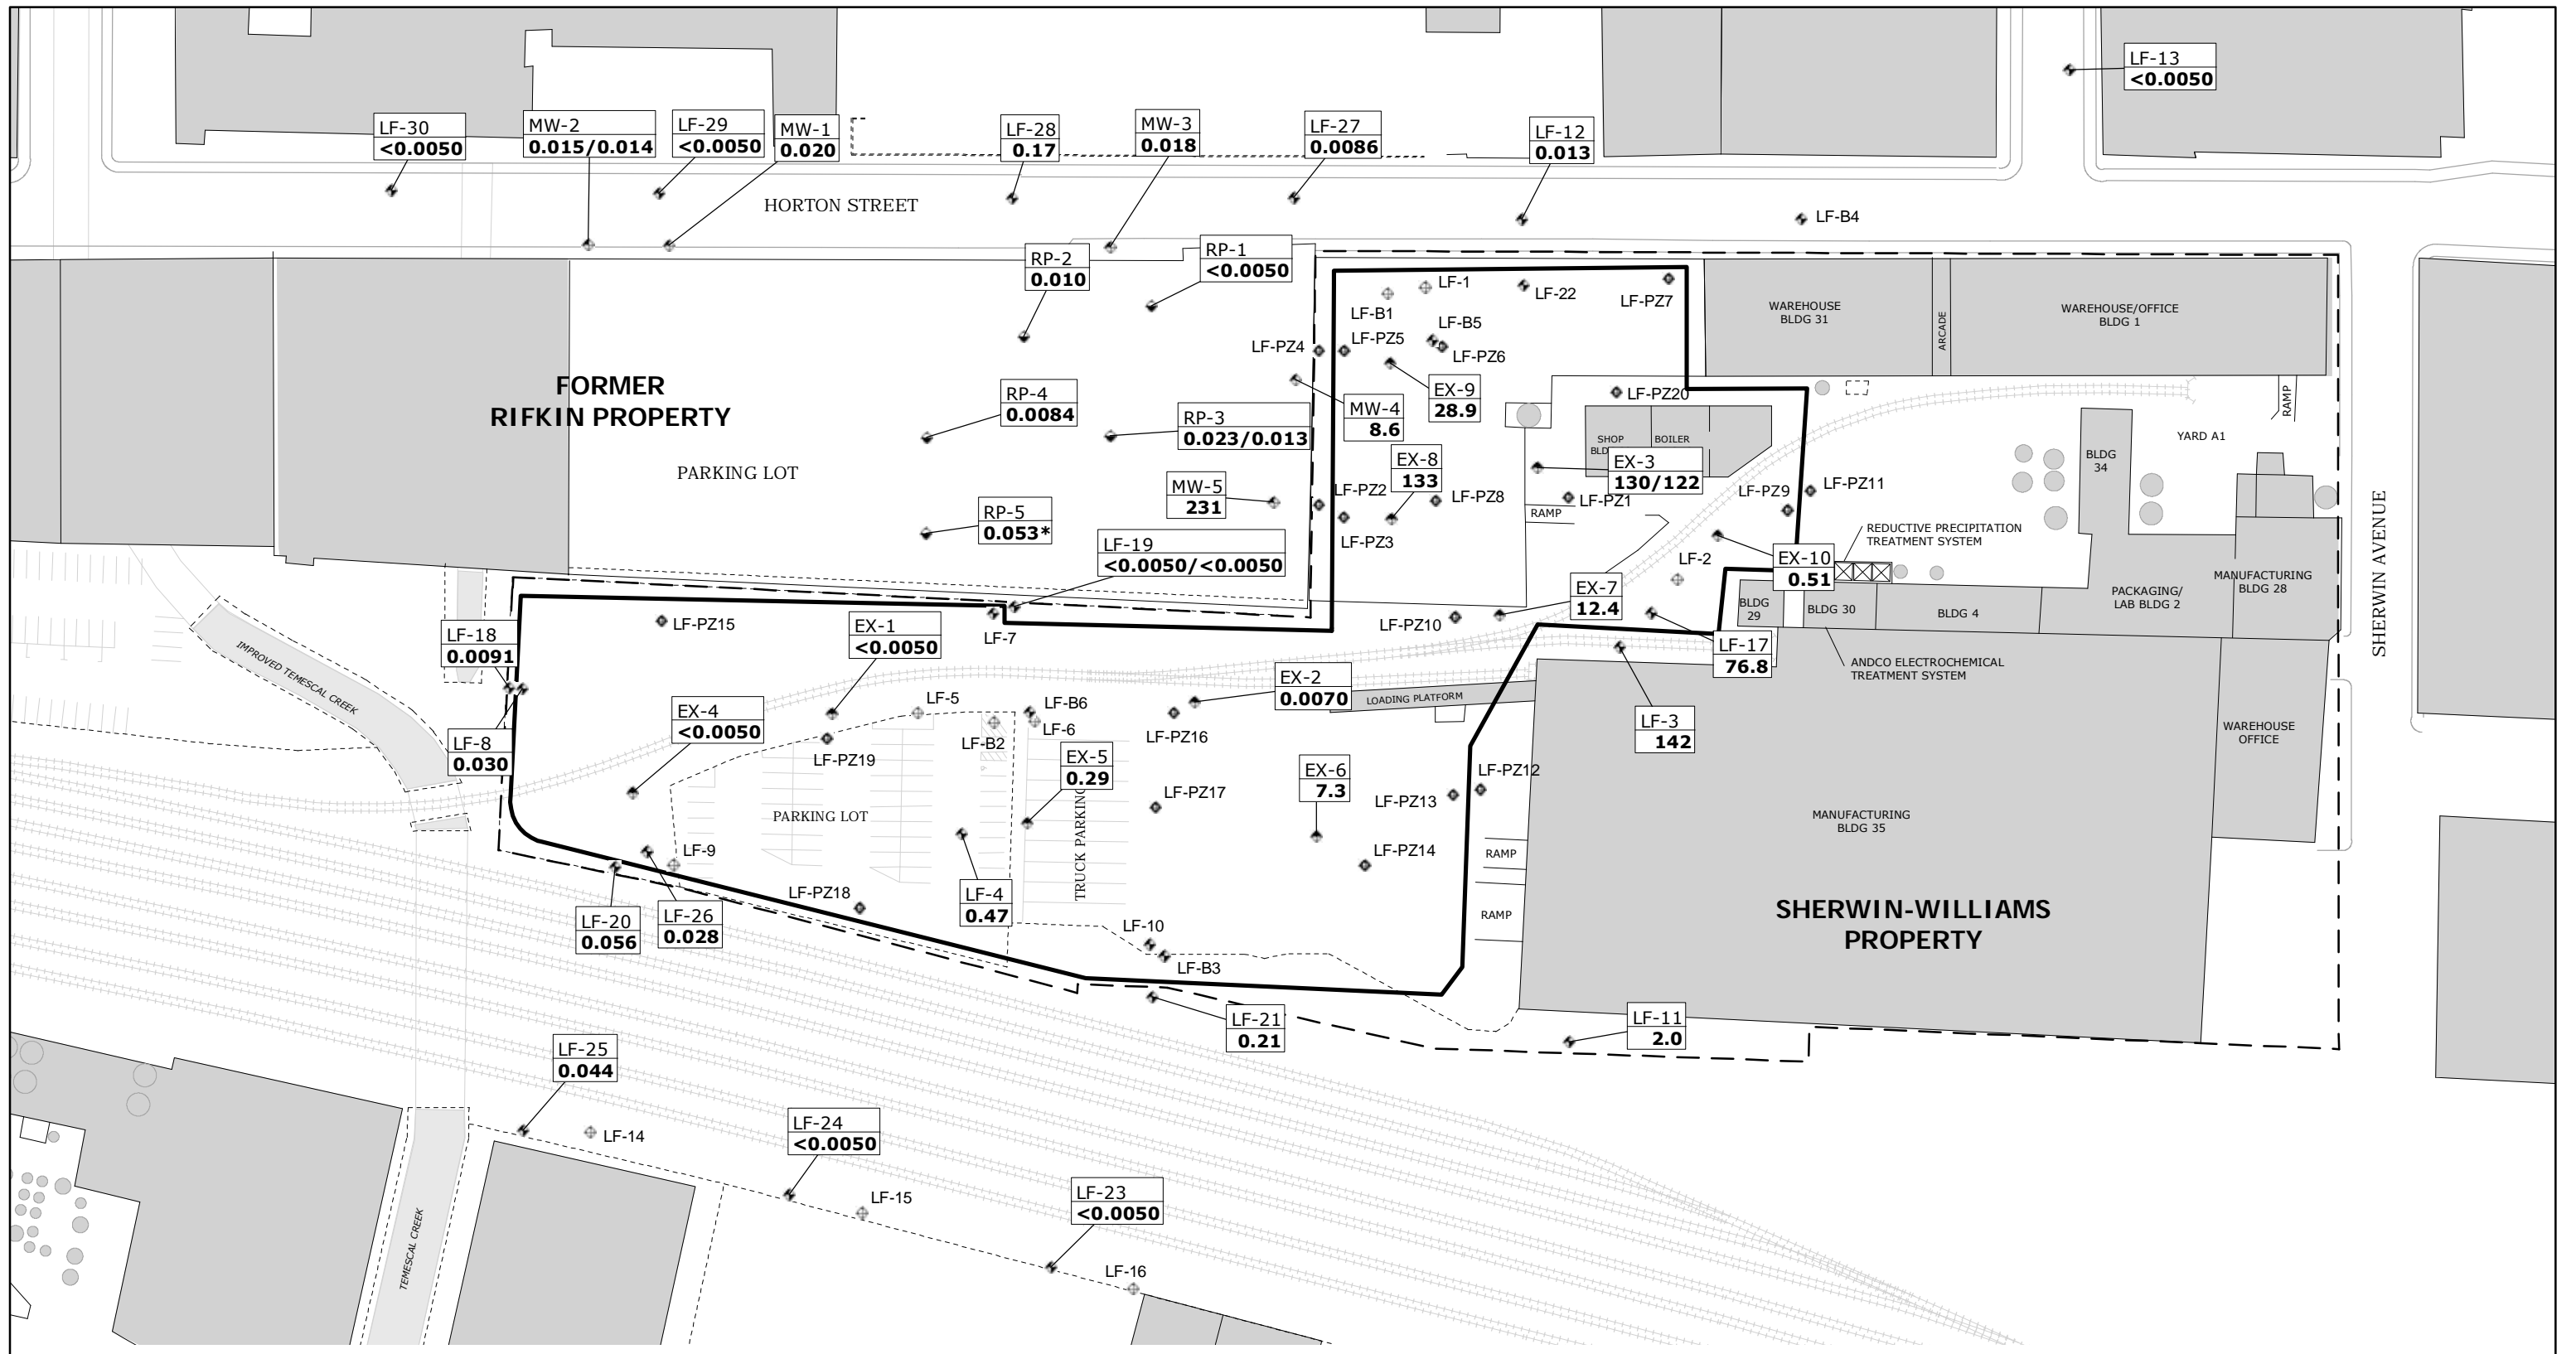 LF-13
<0.0050
LF-30
<0.0050
MW-2
0.015/0.014
LF-29
<0.0050
MW-1
0.020
LF-28
0.17
MW-3
0.018
LF-27
0.0086
LF-12
0.013
HORTON STREET
LF-B4
RP-2
0.010
RP-1
<0.0050
LF-1
LF-B1
LF-22
LF-PZ7
WAREHOUSE
BLDG 31
ARCADE
WAREHOUSE/OFFICE
BLDG 1
LF-PZ4
LF-PZ5
LF-B5
LF-PZ6
FORMER
RIFKIN PROPERTY
RP-4
0.0084
RP-3
0.023/0.013
MW-4
8.6
EX-9
28.9
LF-PZ20
RAMP
YARD A1
PARKING LOT
EX-8
133
SHOP
BOILER
EX-3
130/122
BLDG
34
MW-5
231
LF-PZ2
LF-PZ8
LF-PZ1
LF-PZ9
LF-PZ11
RP-5
0.053*
RAMP
LF-PZ3
REDUCTIVE PRECIPITATION
TREATMENT SYSTEM
SHERWIN AVENUE
LF-19
<0.0050/<0.0050
LF-2
EX-10
0.51
EX-7
12.4
BLDG
29
BLDG 30
BLDG 4
PACKAGING/
LAB BLDG 2
MANUFACTURING
BLDG 28
LF-PZ15
LF-7
LF-PZ10
LF-18
0.0091
EX-1
<0.0050
LF-17
76.8
ANDCO ELECTROCHEMICAL
TREATMENT SYSTEM
IMPROVED TEMESCAL CREEK
EX-2
0.0070
LOADING PLATFORM
EX-4
<0.0050
LF-5
LF-B6
LF-6
LF-B2
LF-PZ16
LF-3
142
WAREHOUSE
OFFICE
LF-8
0.030
LF-PZ19
EX-5
0.29
EX-6
7.3
LF-PZ12
LF-PZ13
LF-PZ17
PARKING LOT
TRUCK PARKING
MANUFACTURING
BLDG 35
LF-9
LF-PZ14
RAMP
LF-PZ18
LF-4
0.47
RAMP
SHERWIN-WILLIAMS
PROPERTY
LF-20
0.056
LF-26
0.028
LF-10
LF-B3
LF-21
0.21
LF-11
2.0
LF-25
0.044
LF-14
LF-24
<0.0050
LF-15
LF-23
<0.0050
LF-16
TEMESCAL CREEK